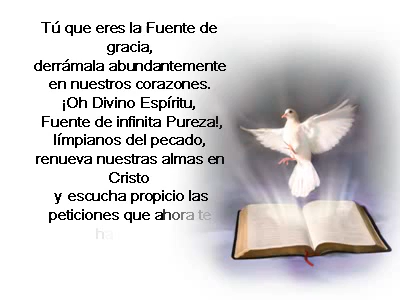 Tú que eres la Fuente de
gracia,
derrámala abundantemente
en nuestros corazones.
¡Oh Divino Espíritu,
Fuente de infinita Pureza!,
límpianos del pecado,
renueva nuestras almas en
Cristo
y escucha propicio las
peticiones que ahora te
ha